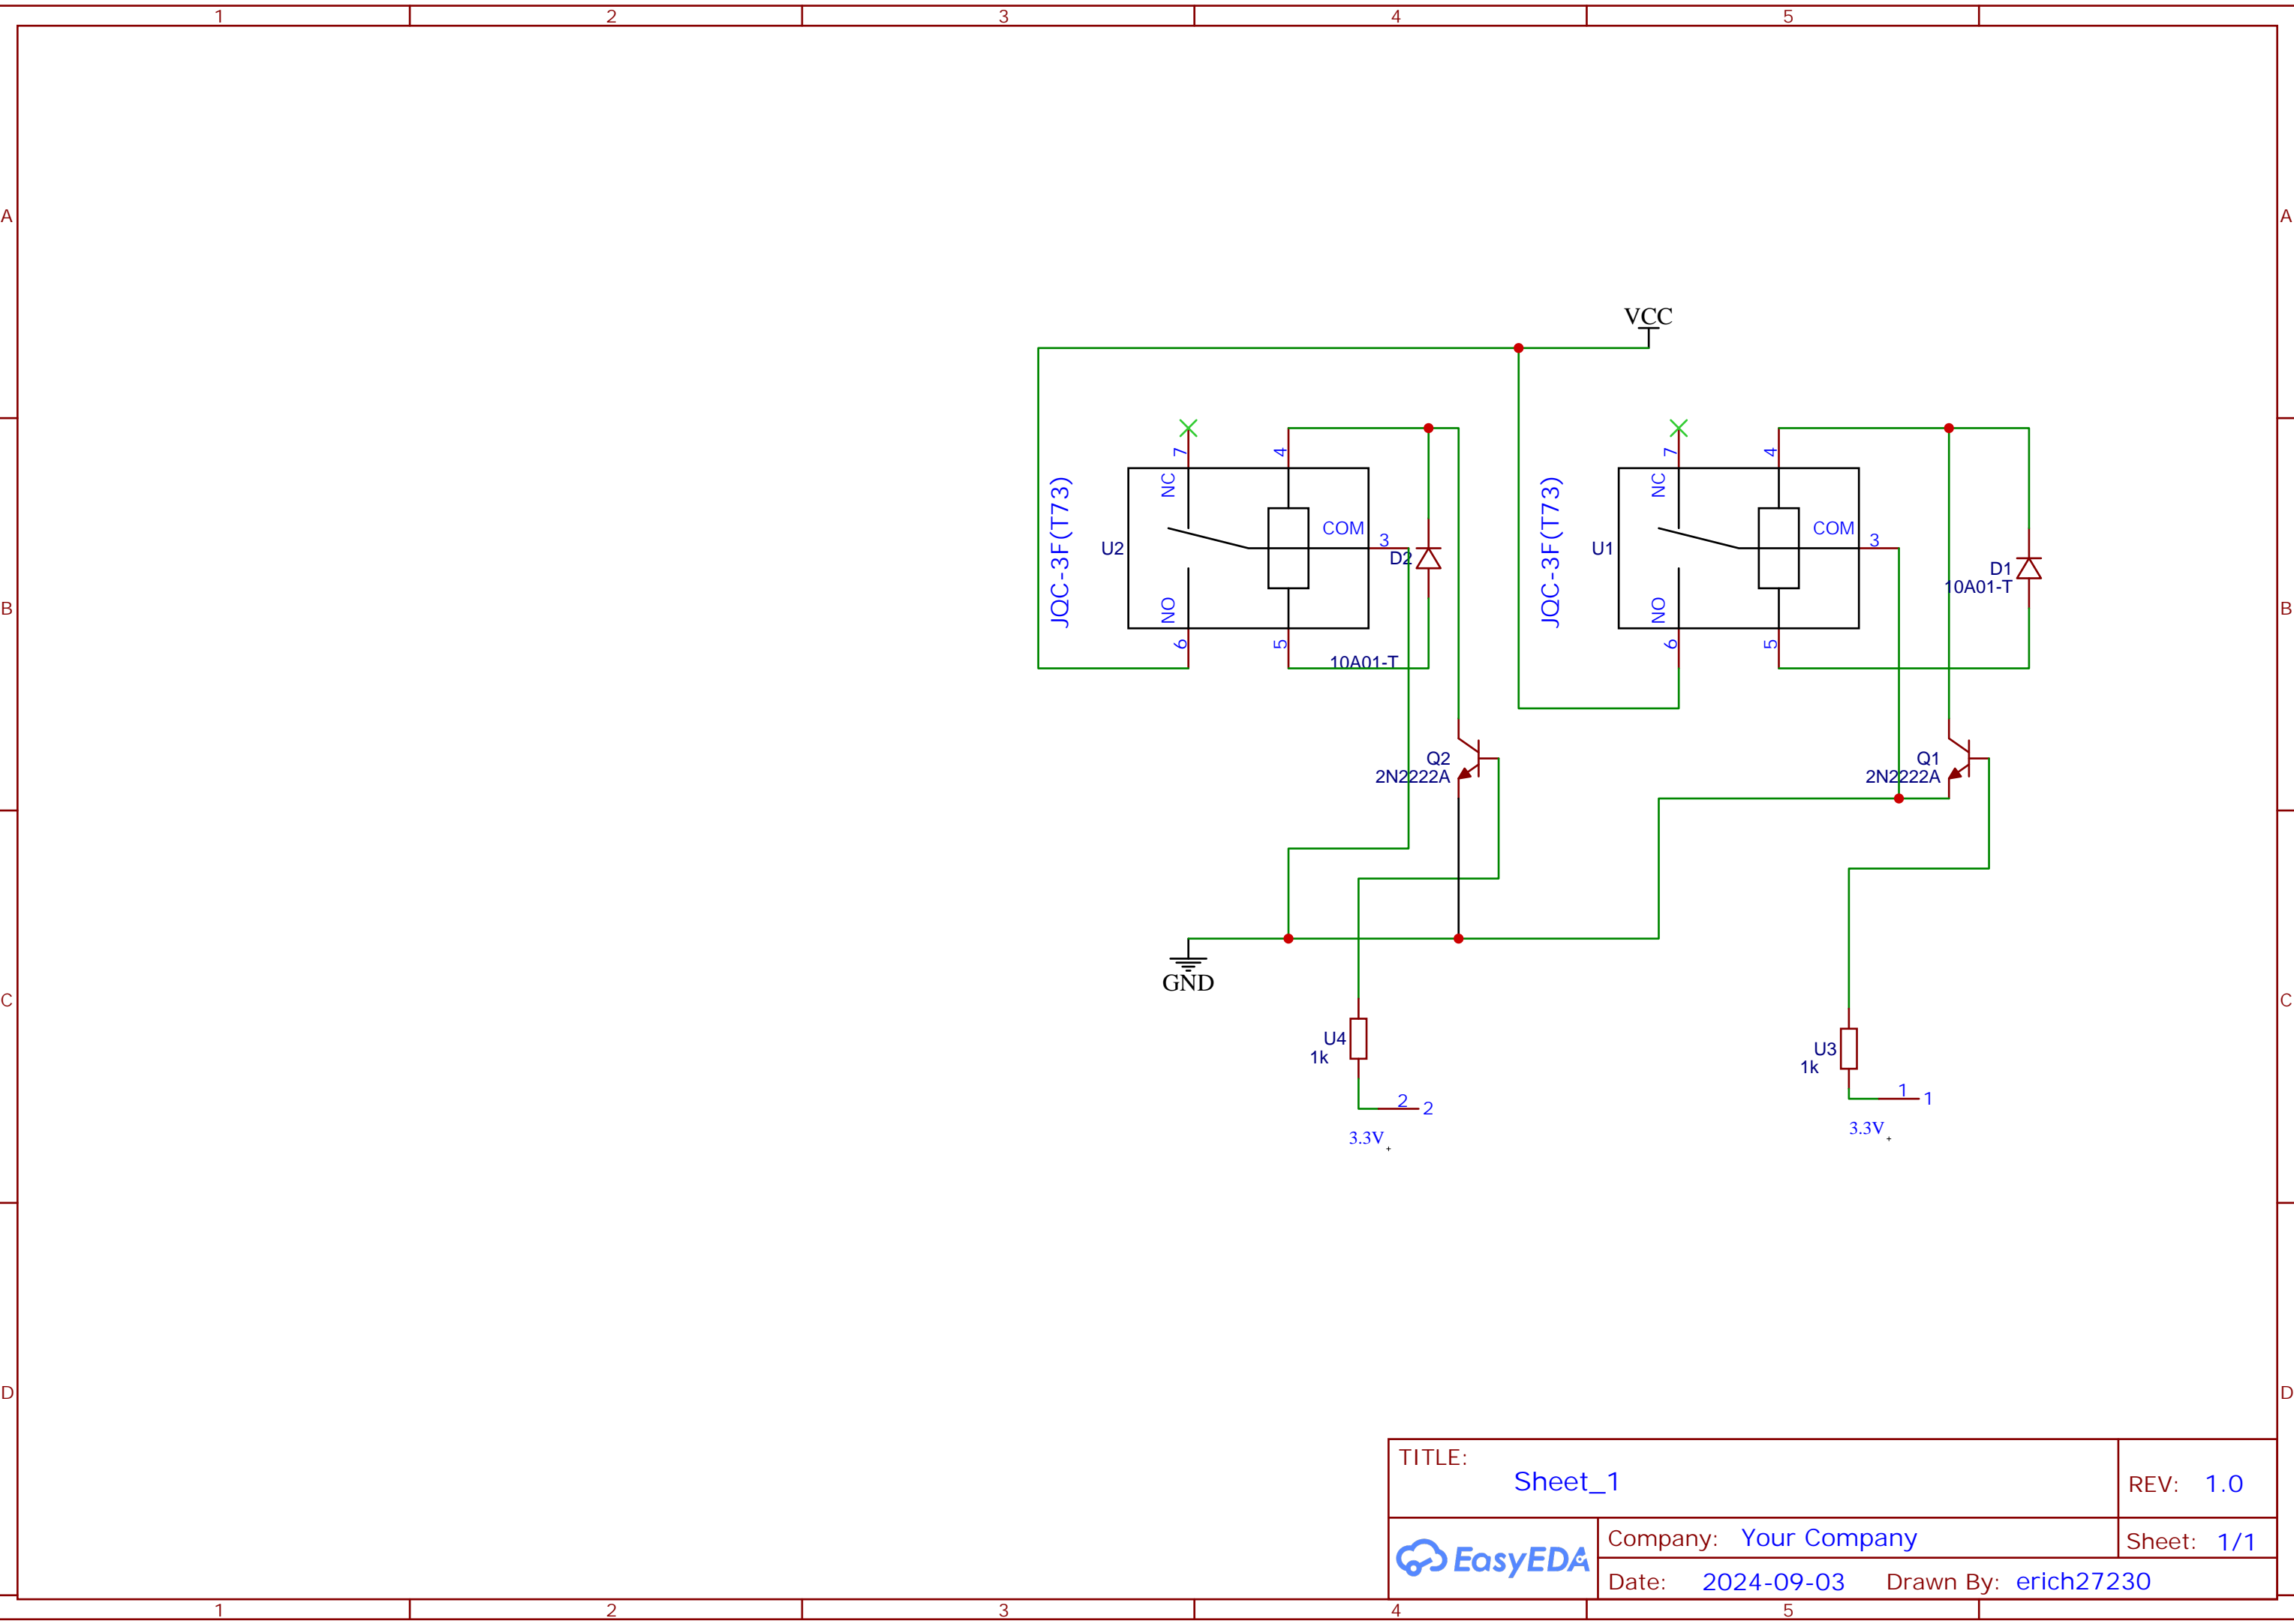 1 2 3 4 5
A A
VCC
7 4 7 4
NC NC
JQC-3F(T73) JQC-3F(T73)
COM COM
U2 3 U1 3
D2 D1
10A01-T
B B
NO NO
6 5 6 5
10A01-T
Q2 Q1
2N2222A 2N2222A
GND
C C
U4 U3
1k 1k
2 2 1 1
3.3V 3.3V
D D
TITLE:
Sheet_1
REV: 1.0
EasyEDA
Company: Your Company
Sheet: 1/1
Date: 2024-09-03 Drawn By: erich27230
1 2 3 4 5